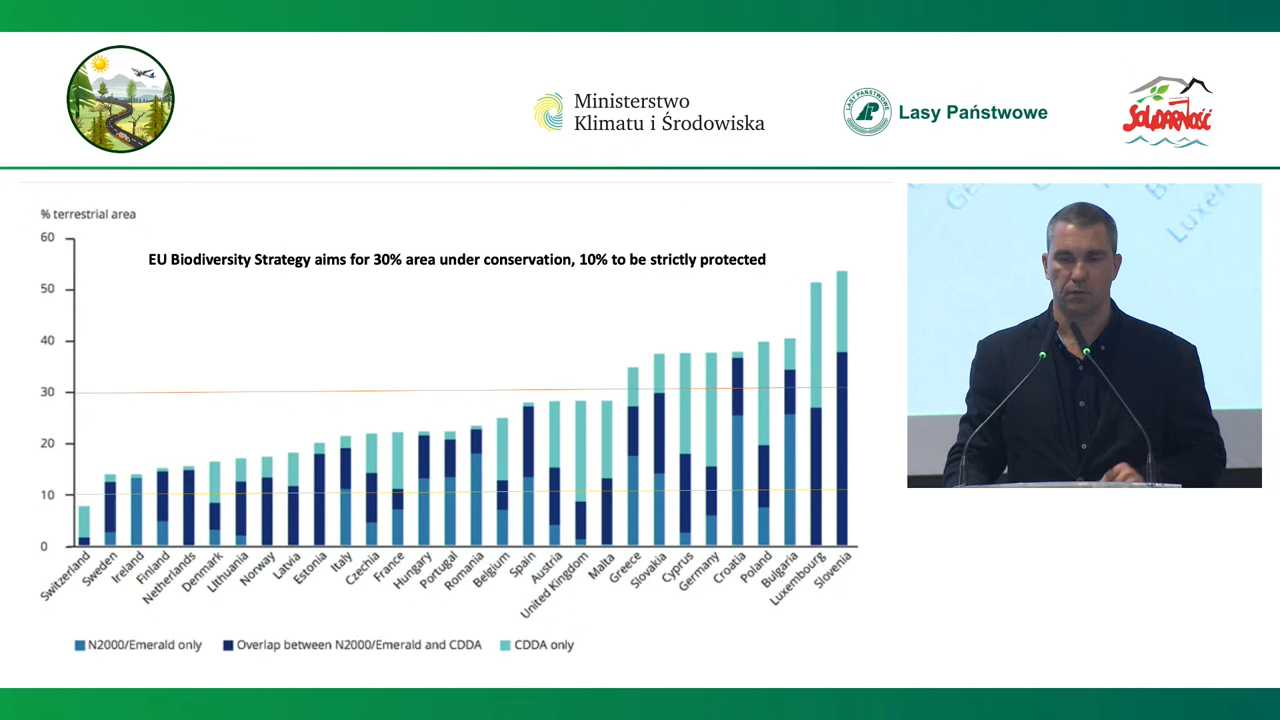 Ministerstwo
Klimatu i Środowiska
LASY PAŃSTWOWE
Lasy Państwowe
SOLIDARNOŚĆ
% terrestrial area
EU Biodiversity Strategy aims for 30% area under conservation, 10% to be strictly protected
60
50
40
30
20
10
0
Switzerland
Sweden
Ireland
Finland
Netherlands
Denmark
LIthuania
Norway
Latvia
Estonia
Italy
Czechia
France
Hungary
Portugal
Romania
Belgium
Spain
Austria
United Kingdom
Malta
Greece
Slovakia
Cyprus
Germany
Croatia
Poland
Bulgaria
Luxembourg
Slovenia
N2000/Emerald only
Overlap between N2000/Emerald and CDDA
CDDA only